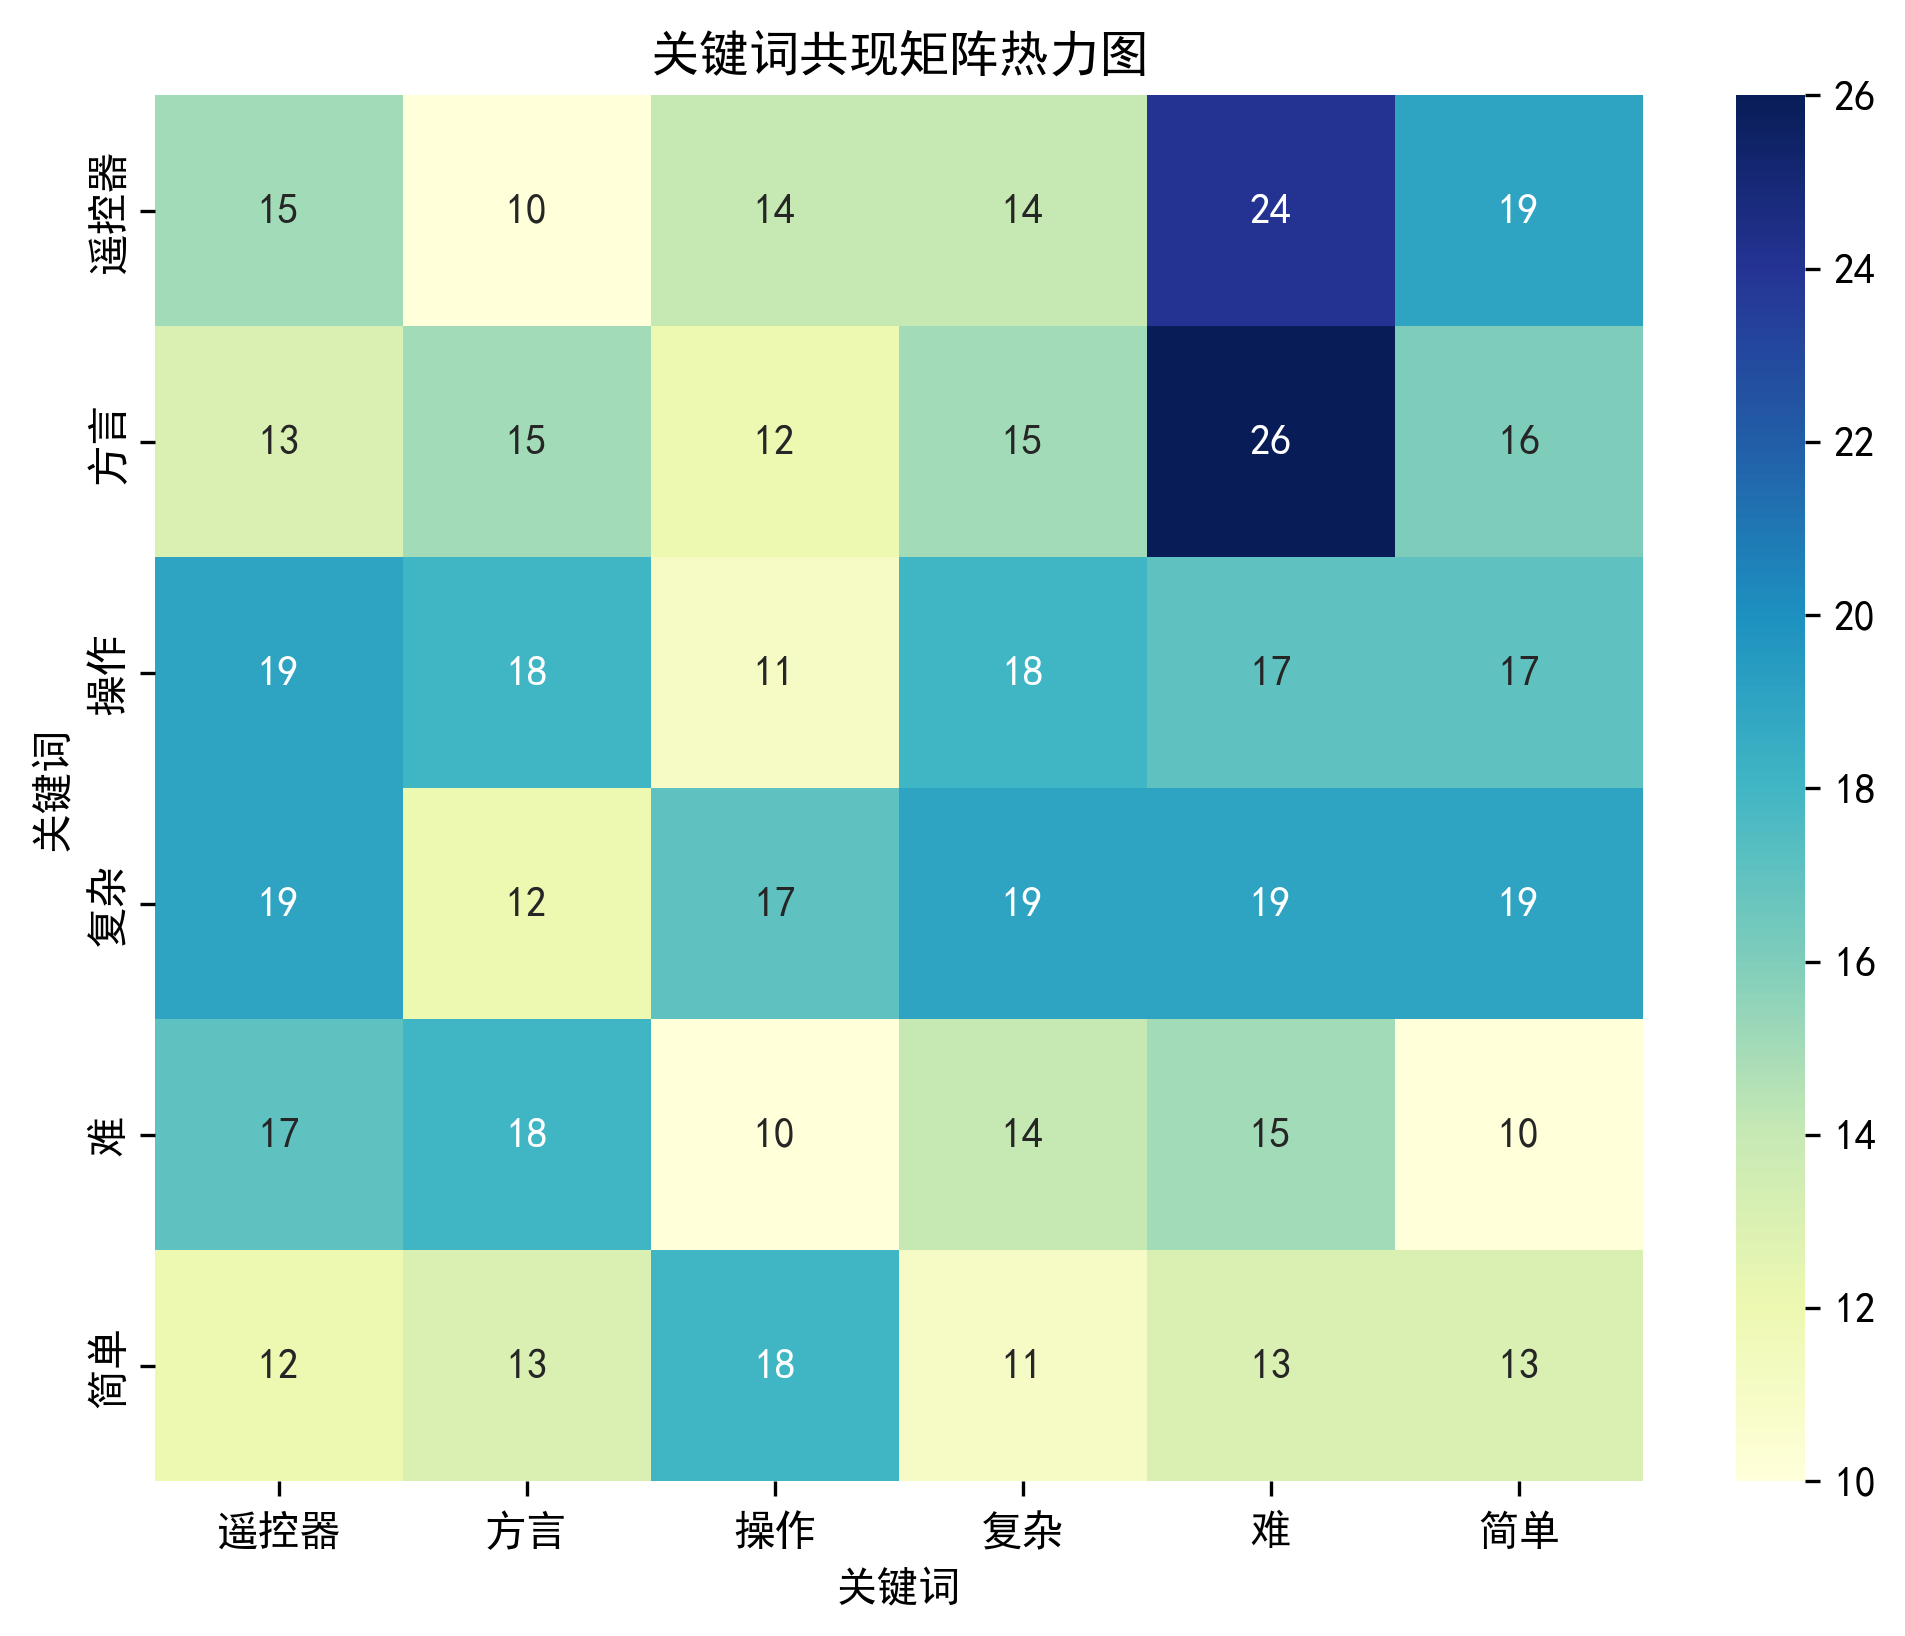 关键词共现矩阵热力图
遥控器 15 10 14 14 24 19
方言 13 15 12 15 26 16
操作 19 18 11 18 17 17
复杂 19 12 17 19 19 19
难 17 18 10 14 15 10
简单 12 13 18 11 13 13
遥控器 方言 操作 复杂 难 简单
关键词
关键词
26
24
22
20
18
16
14
12
10